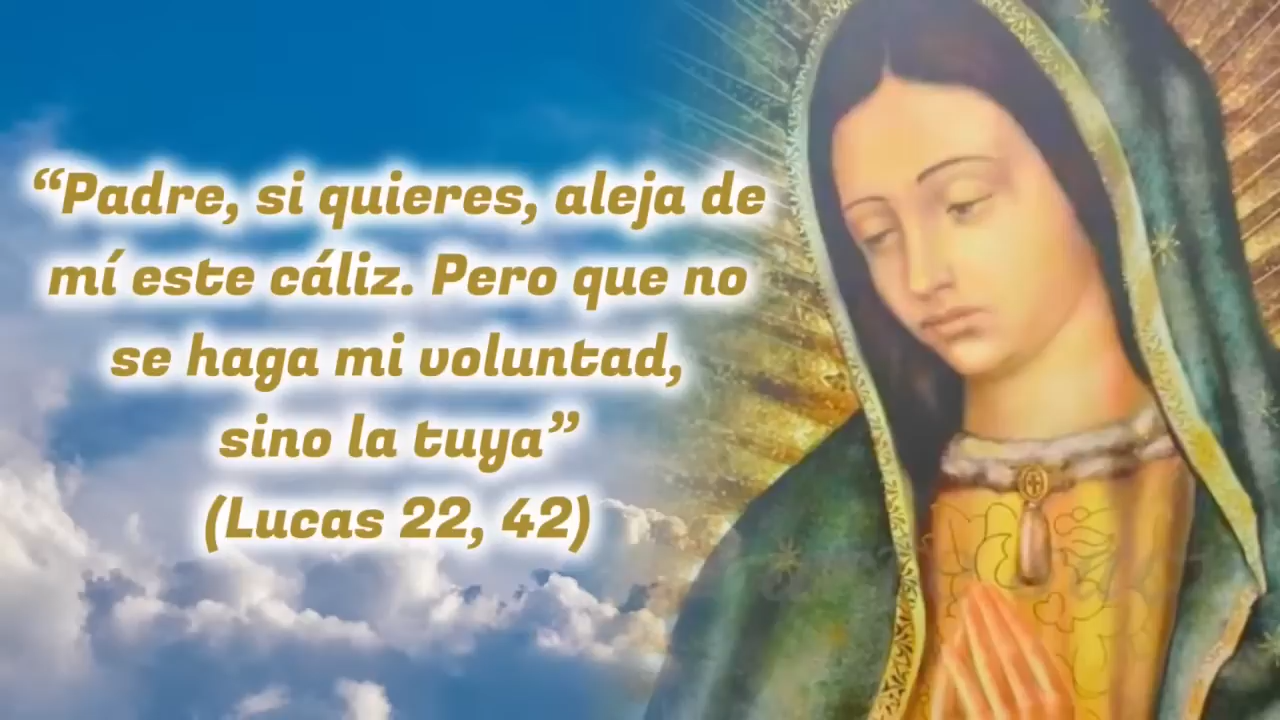 “Padre, si quieres, aleja de
mí este cáliz. Pero que no
se haga mi voluntad,
sino la tuya”
(Lucas 22, 42)